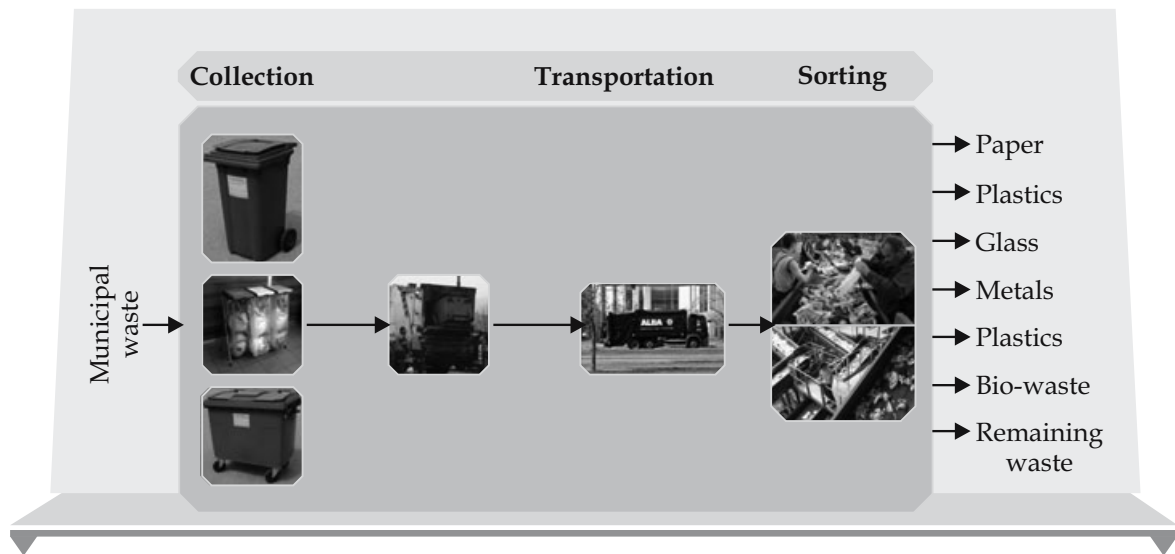 Collection
Transportation
Sorting
Municipal
waste
ALBA
Paper
Plastics
Glass
Metals
Plastics
Bio-waste
Remaining
waste